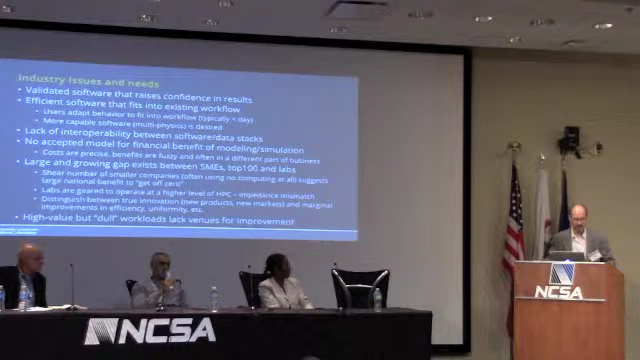 Industry Issues and needs
Validated software that raises confidence in results
Efficient software that fits into existing workflow
Users adapt behavior to fit into workflow (typically < day)
More capable software (multi-physics) is desired
Lack of interoperability between software/data stacks
No accepted model for financial benefit of modeling/simulation
Costs are precise, benefits are fuzzy and often in a different part of business
Large and growing gap exists between SMEs, top100 and labs
Shear number of smaller companies (often using no computing at all) suggests
large national benefit to "get off zero"
Labs are geared to operate at a higher level of HPC – impedance mismatch
Distinguish between true innovation (new products, new markets) and marginal
improvements in efficiency, uniformity, etc.
High-value but "dull" workloads lack venues for improvement
NCSA
NCSA